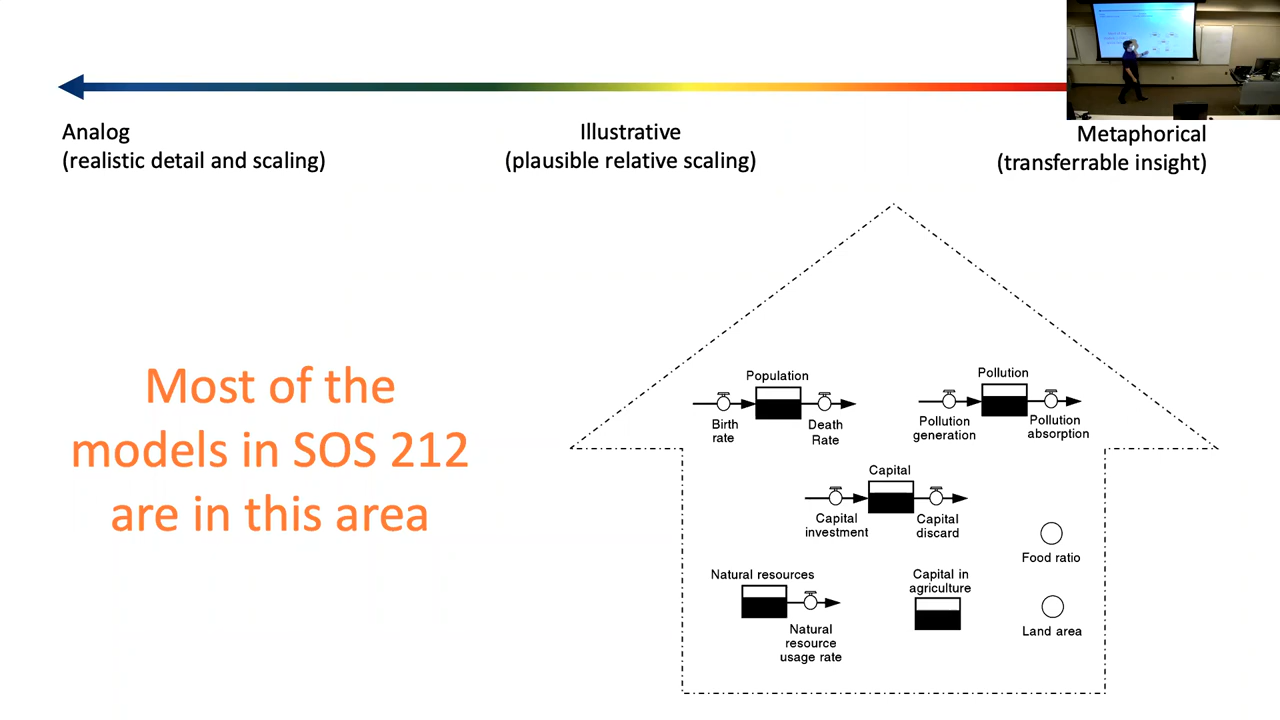 Analog
(realistic detail and scaling)
Illustrative
(plausible relative scaling)
Metaphorical
(transferrable insight)
Most of the
models in SOS 212
are in this area
Population
Birth
rate
Death
Rate
Pollution
Pollution
generation
Pollution
absorption
Capital
Capital
investment
Capital
discard
Food ratio
Natural resources
Natural
resource
usage rate
Capital in
agriculture
Land area